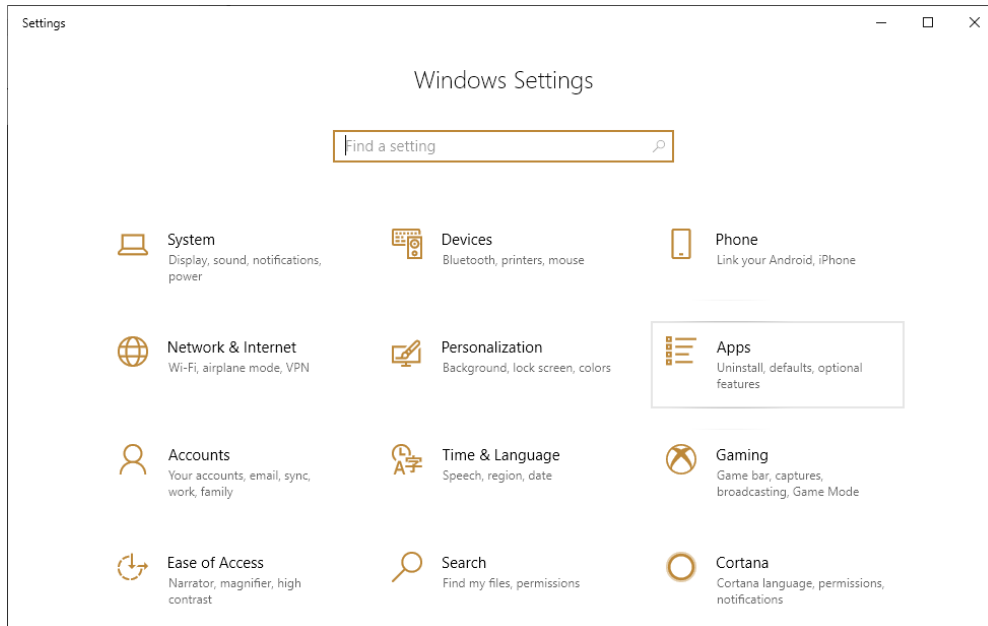 Settings
Windows Settings
Find a setting
System
Display, sound, notifications,
power
Devices
Bluetooth, printers, mouse
Phone
Link your Android, iPhone
Network & Internet
Wi-Fi, airplane mode, VPN
Personalization
Background, lock screen, colors
Apps
Uninstall, defaults, optional
features
Accounts
Your accounts, email, sync,
work, family
Time & Language
Speech, region, date
Gaming
Game bar, captures,
broadcasting, Game Mode
Ease of Access
Narrator, magnifier, high
contrast
Search
Find my files, permissions
Cortana
Cortana language, permissions,
notifications